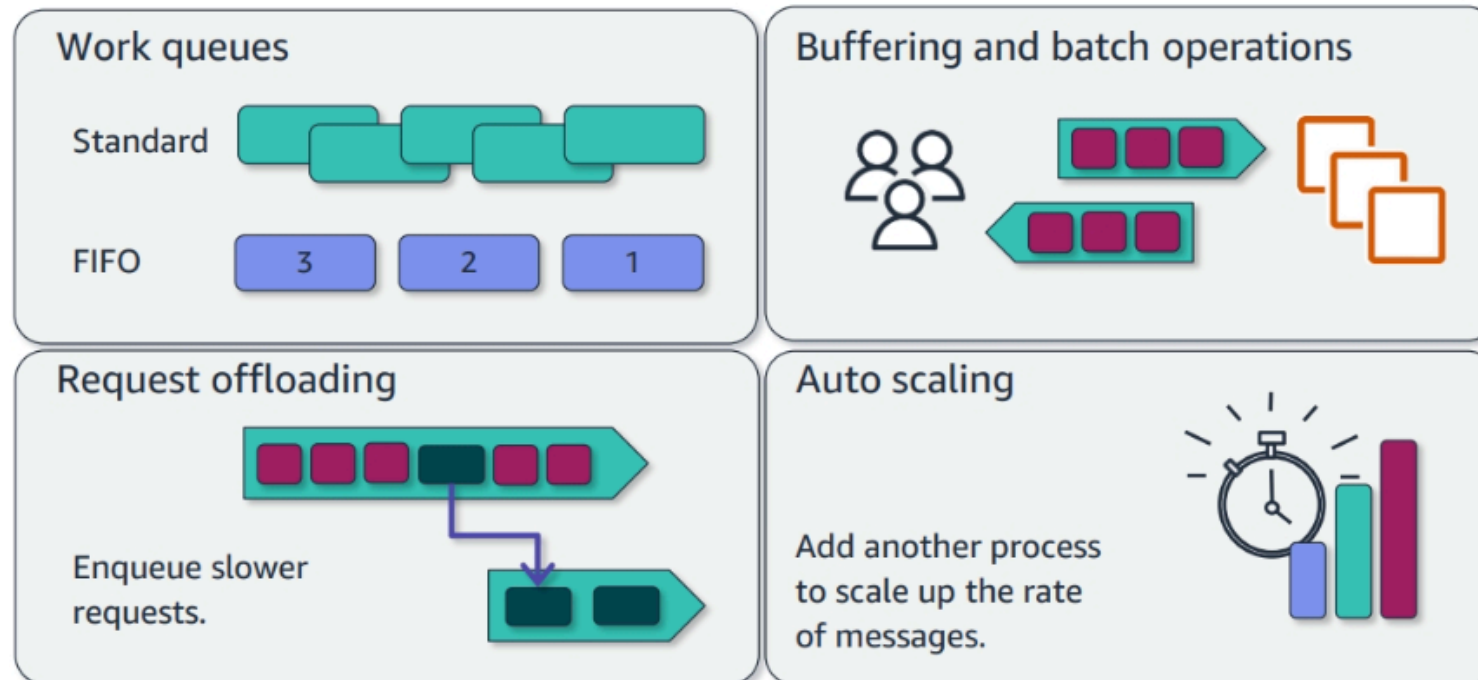 Work queues
Standard
FIFO
3 2 1
Buffering and batch operations
Request offloading
Enqueue slower
requests.
Auto scaling
Add another process
to scale up the rate
of messages.